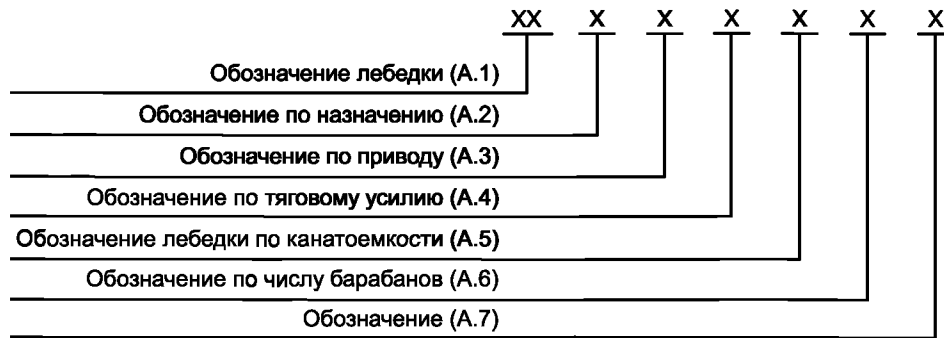 XX X X X X X X
Обозначение лебедки (А.1)
Обозначение по назначению (А.2)
Обозначение по приводу (А.3)
Обозначение по тяговому усилию (А.4)
Обозначение лебедки по канатоемкости (А.5)
Обозначение по числу барабанов (А.6)
Обозначение (А.7)